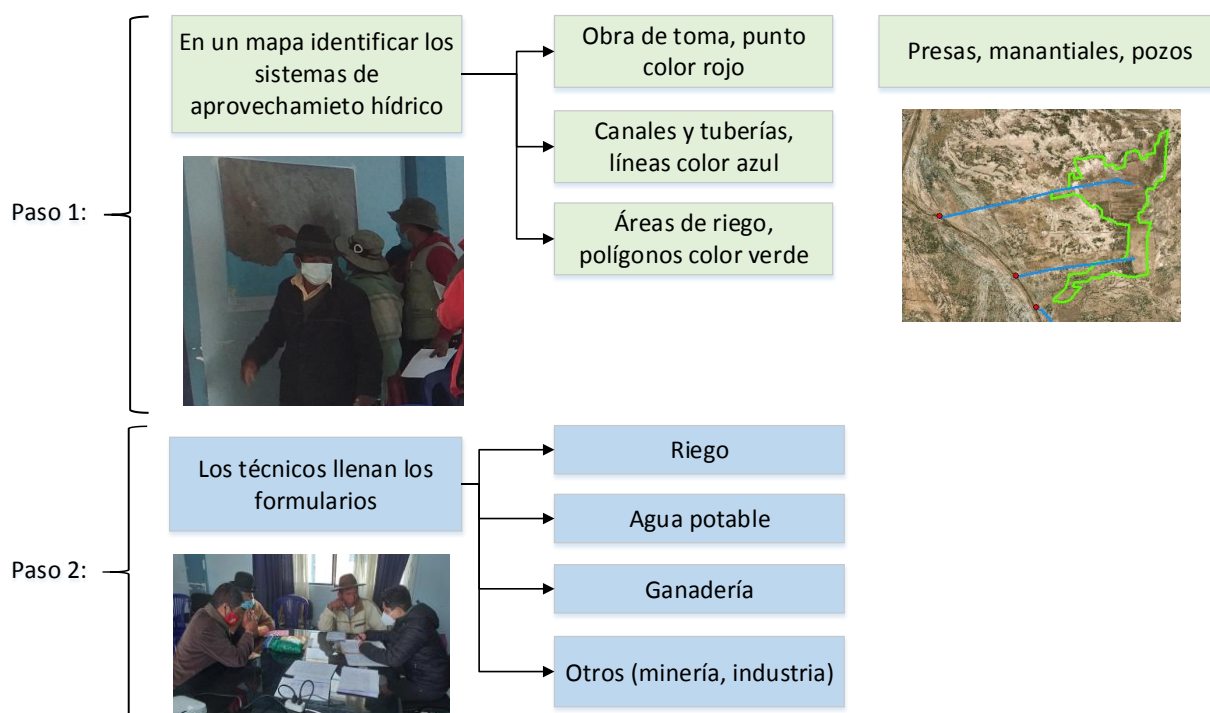 Paso 1:
En un mapa identificar los
sistemas de
aprovechamieto hídrico
Obra de toma, punto
color rojo
Canales y tuberías,
líneas color azul
Áreas de riego,
polígonos color verde
Presas, manantiales, pozos
Paso 2:
Los técnicos llenan los
formularios
Riego
Agua potable
Ganadería
Otros (minería, industria)